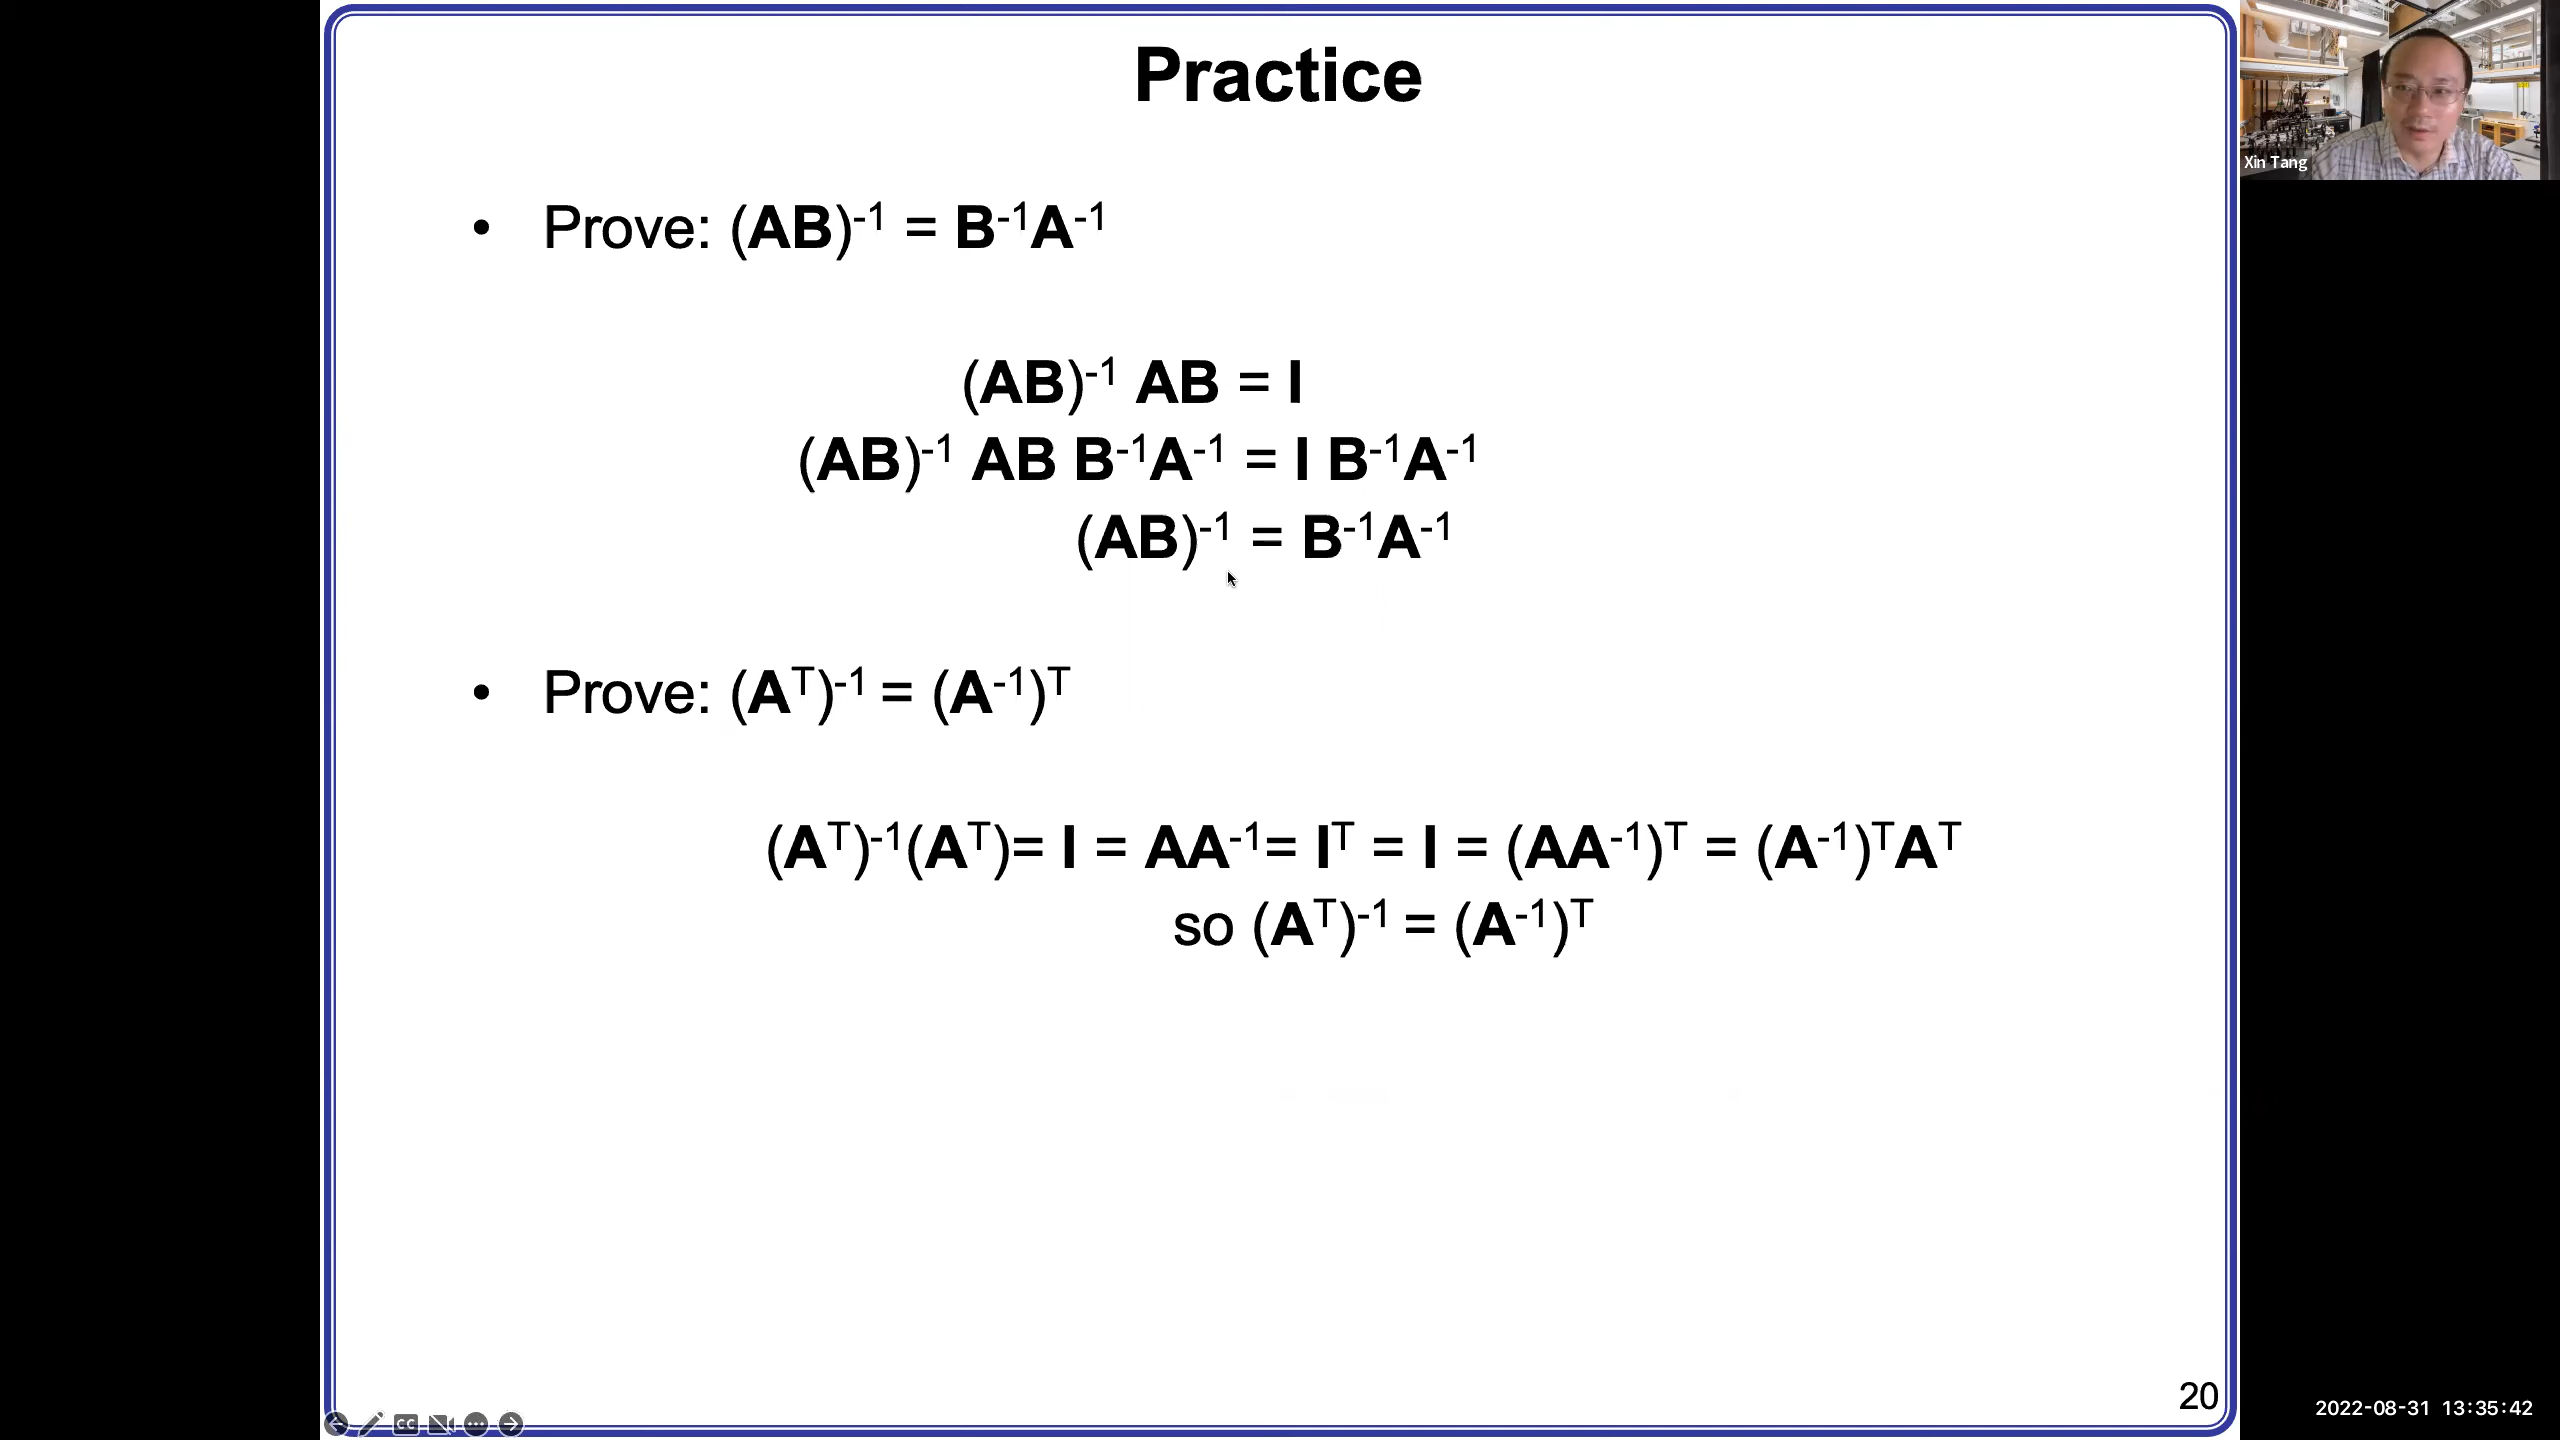 Practice
Xin Tang
• Prove: (AB)⁻¹ = B⁻¹A⁻¹
(AB)⁻¹ AB = I
(AB)⁻¹ AB B⁻¹A⁻¹ = I B⁻¹A⁻¹
(AB)⁻¹ = B⁻¹A⁻¹
• Prove: (Aᵀ)⁻¹ = (A⁻¹)ᵀ
(Aᵀ)⁻¹(Aᵀ)= I = AA⁻¹= Iᵀ = I = (AA⁻¹)ᵀ = (A⁻¹)ᵀAᵀ
so (Aᵀ)⁻¹ = (A⁻¹)ᵀ
20
CC
2022-08-31 13:35:42